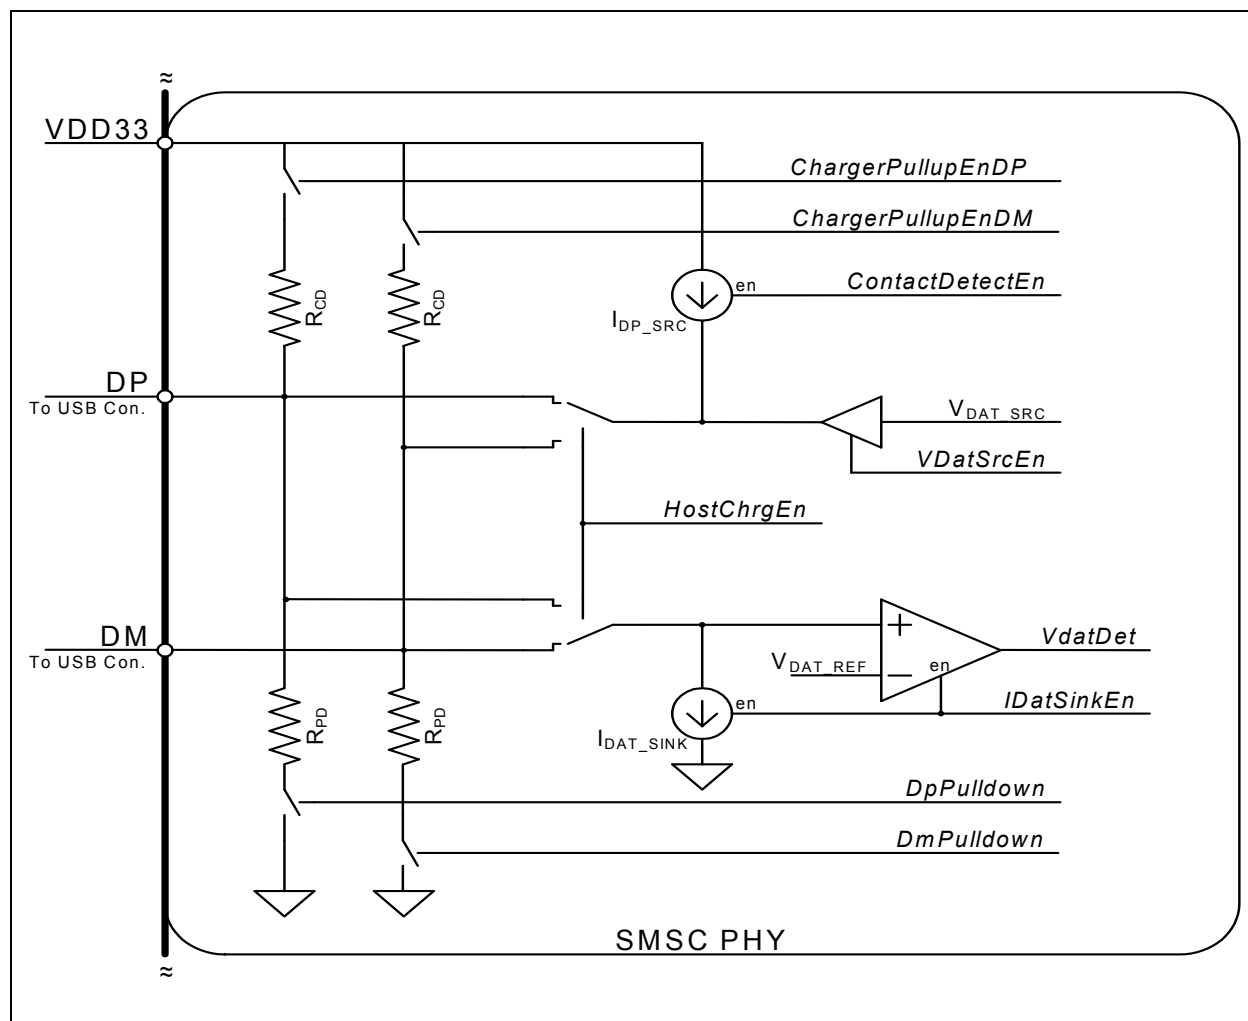 ≈
VDD33
ChargerPullupEnDP
ChargerPullupEnDM
en
ContactDetectEn
RCD
RCD
IDP_SRC
DP
To USB Con.
VDAT_SRC
VDatSrcEn
HostChrgEn
DM
To USB Con.
+
VdatDet
VDAT_REF
−
en
RPD
RPD
en
IDatSinkEn
IDAT_SINK
DpPulldown
DmPulldown
SMSC PHY
≈